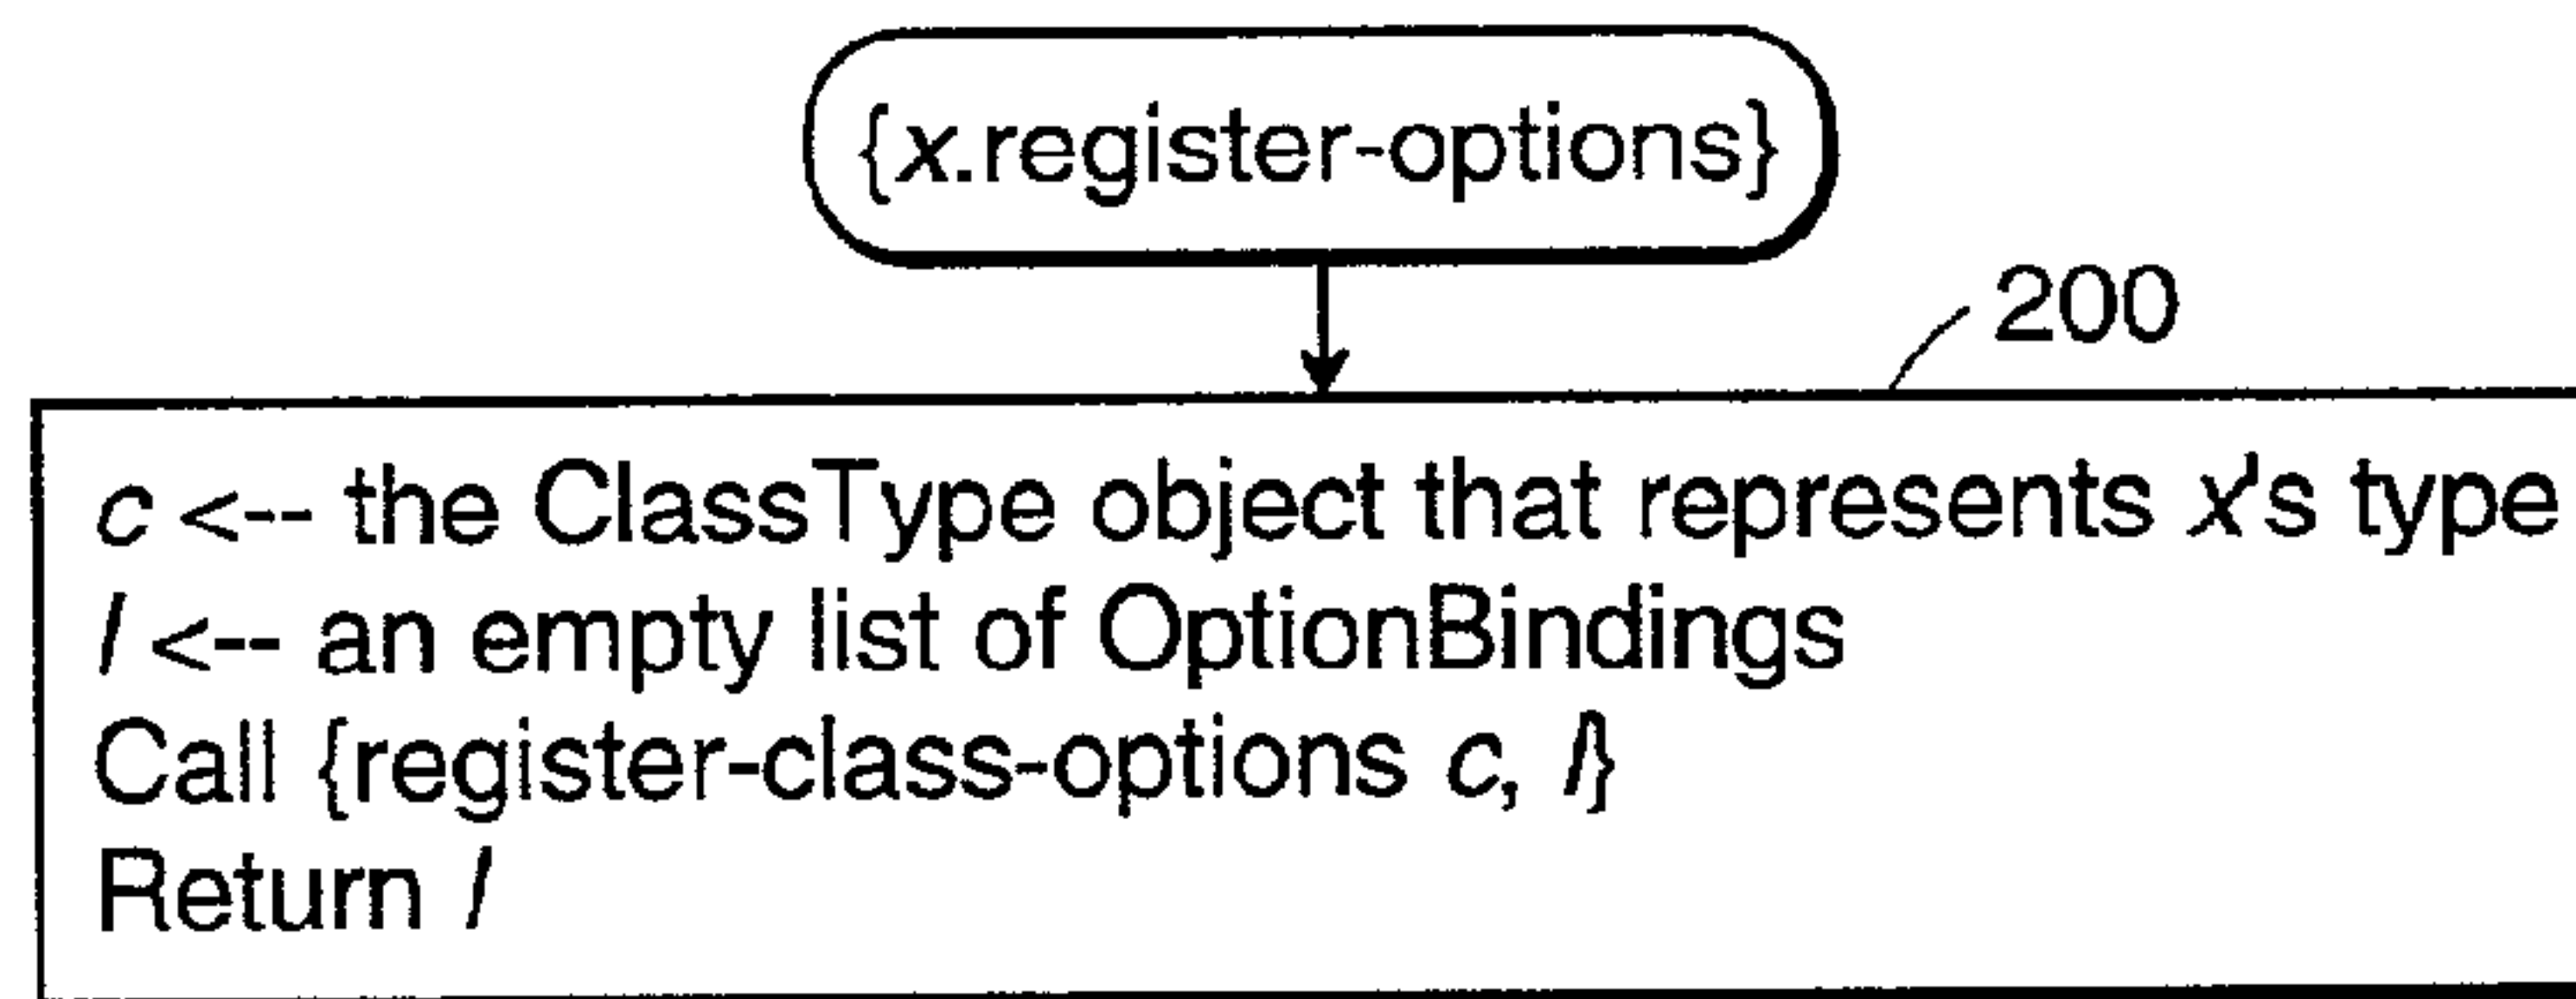 {x.register-options}
200
c <-- the ClassType object that represents x's type
l <-- an empty list of OptionBindings
Call {register-class-options c, l}
Return l